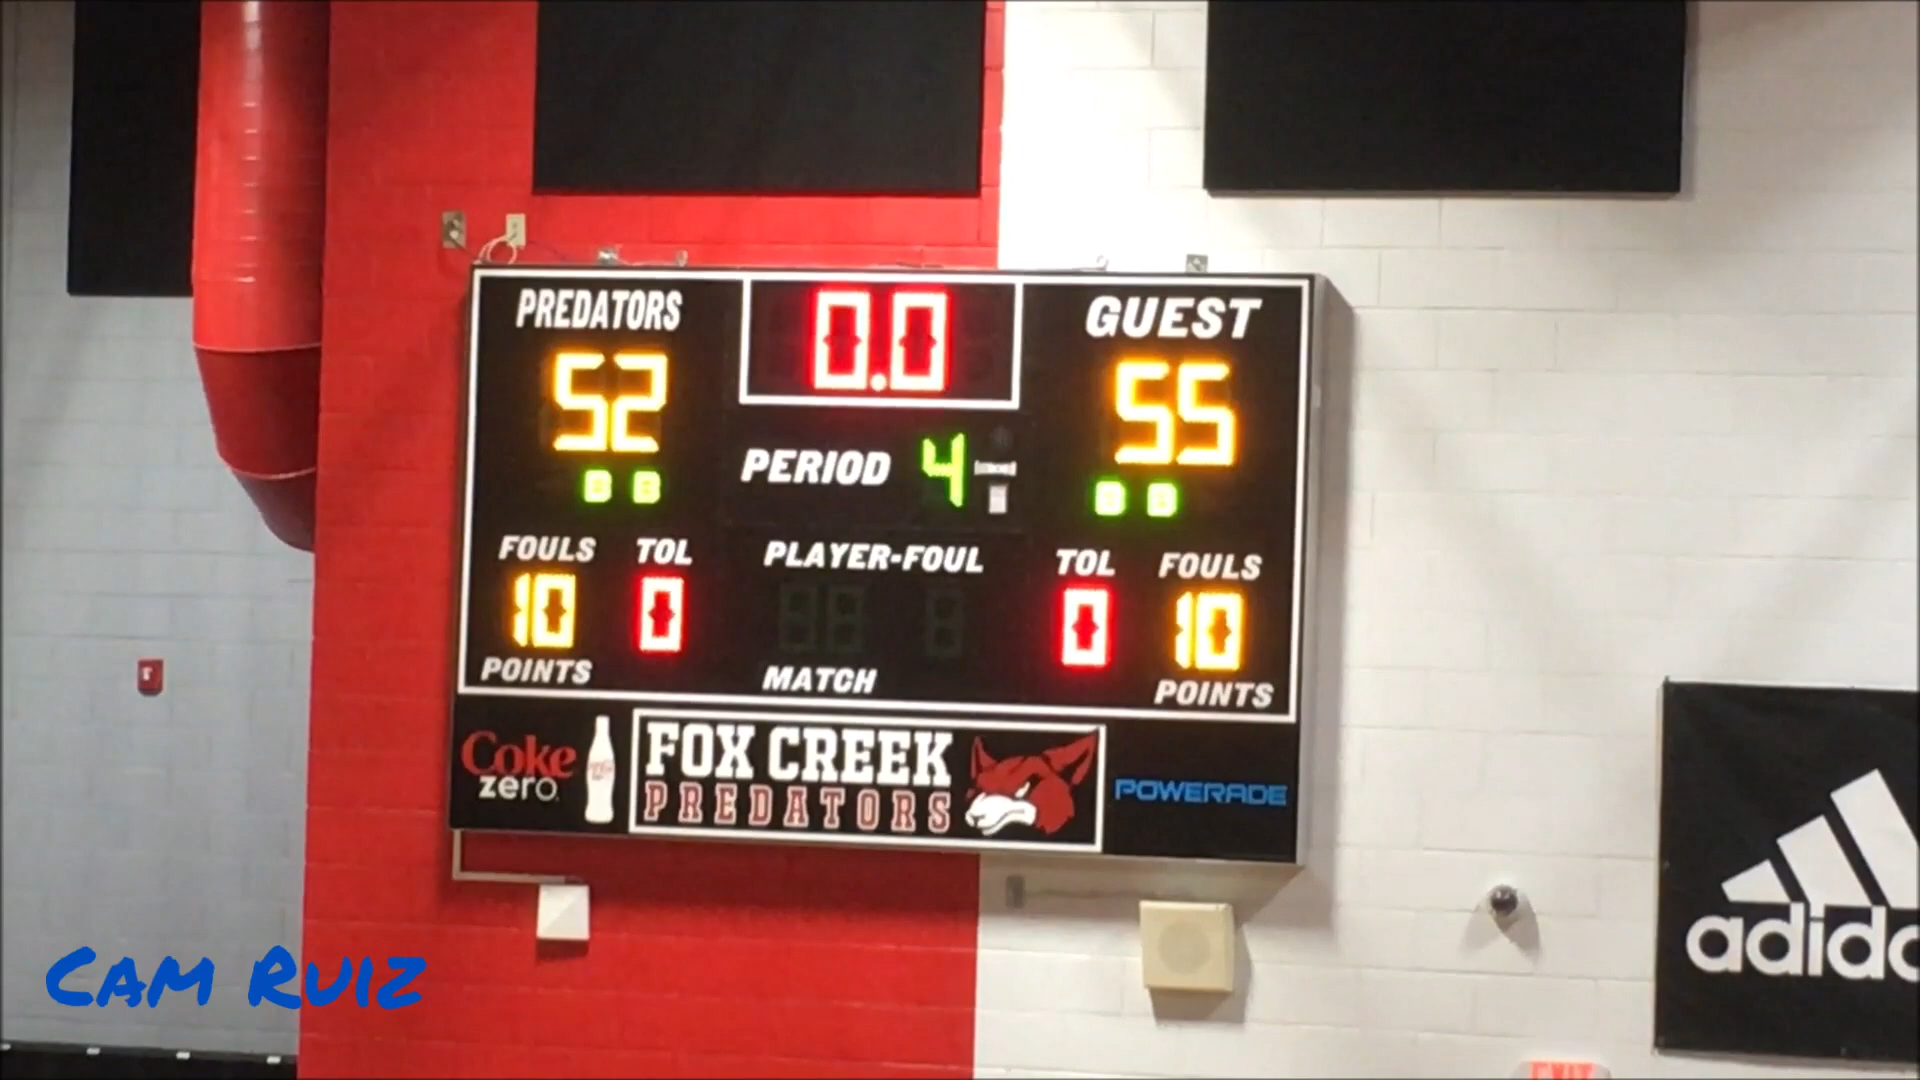 PREDATORS
0.0
GUEST
52
55
PERIOD 4
B B
B B
FOULS TOL
PLAYER-FOUL
TOL FOULS
10 0
0 10
POINTS
MATCH
POINTS
Coke
zero
FOX CREEK
PREDATORS
POWERADE
adida
CAM RUIZ
EXIT